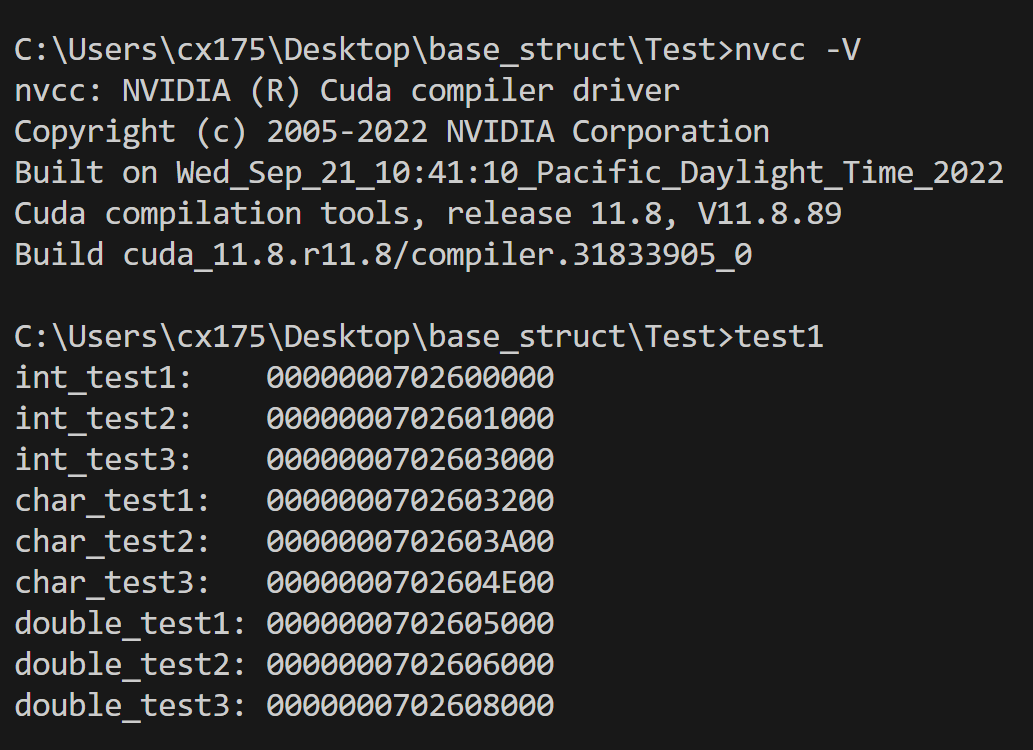 C:\Users\cx175\Desktop\base_struct\Test>nvcc -V
nvcc: NVIDIA (R) Cuda compiler driver
Copyright (c) 2005-2022 NVIDIA Corporation
Built on Wed_Sep_21_10:41:10_Pacific_Daylight_Time_2022
Cuda compilation tools, release 11.8, V11.8.89
Build cuda_11.8.r11.8/compiler.31833905_0

C:\Users\cx175\Desktop\base_struct\Test>test1
int_test1:    0000000702600000
int_test2:    0000000702601000
int_test3:    0000000702603000
char_test1:   0000000702603200
char_test2:   0000000702603A00
char_test3:   0000000702604E00
double_test1: 0000000702605000
double_test2: 0000000702606000
double_test3: 0000000702608000